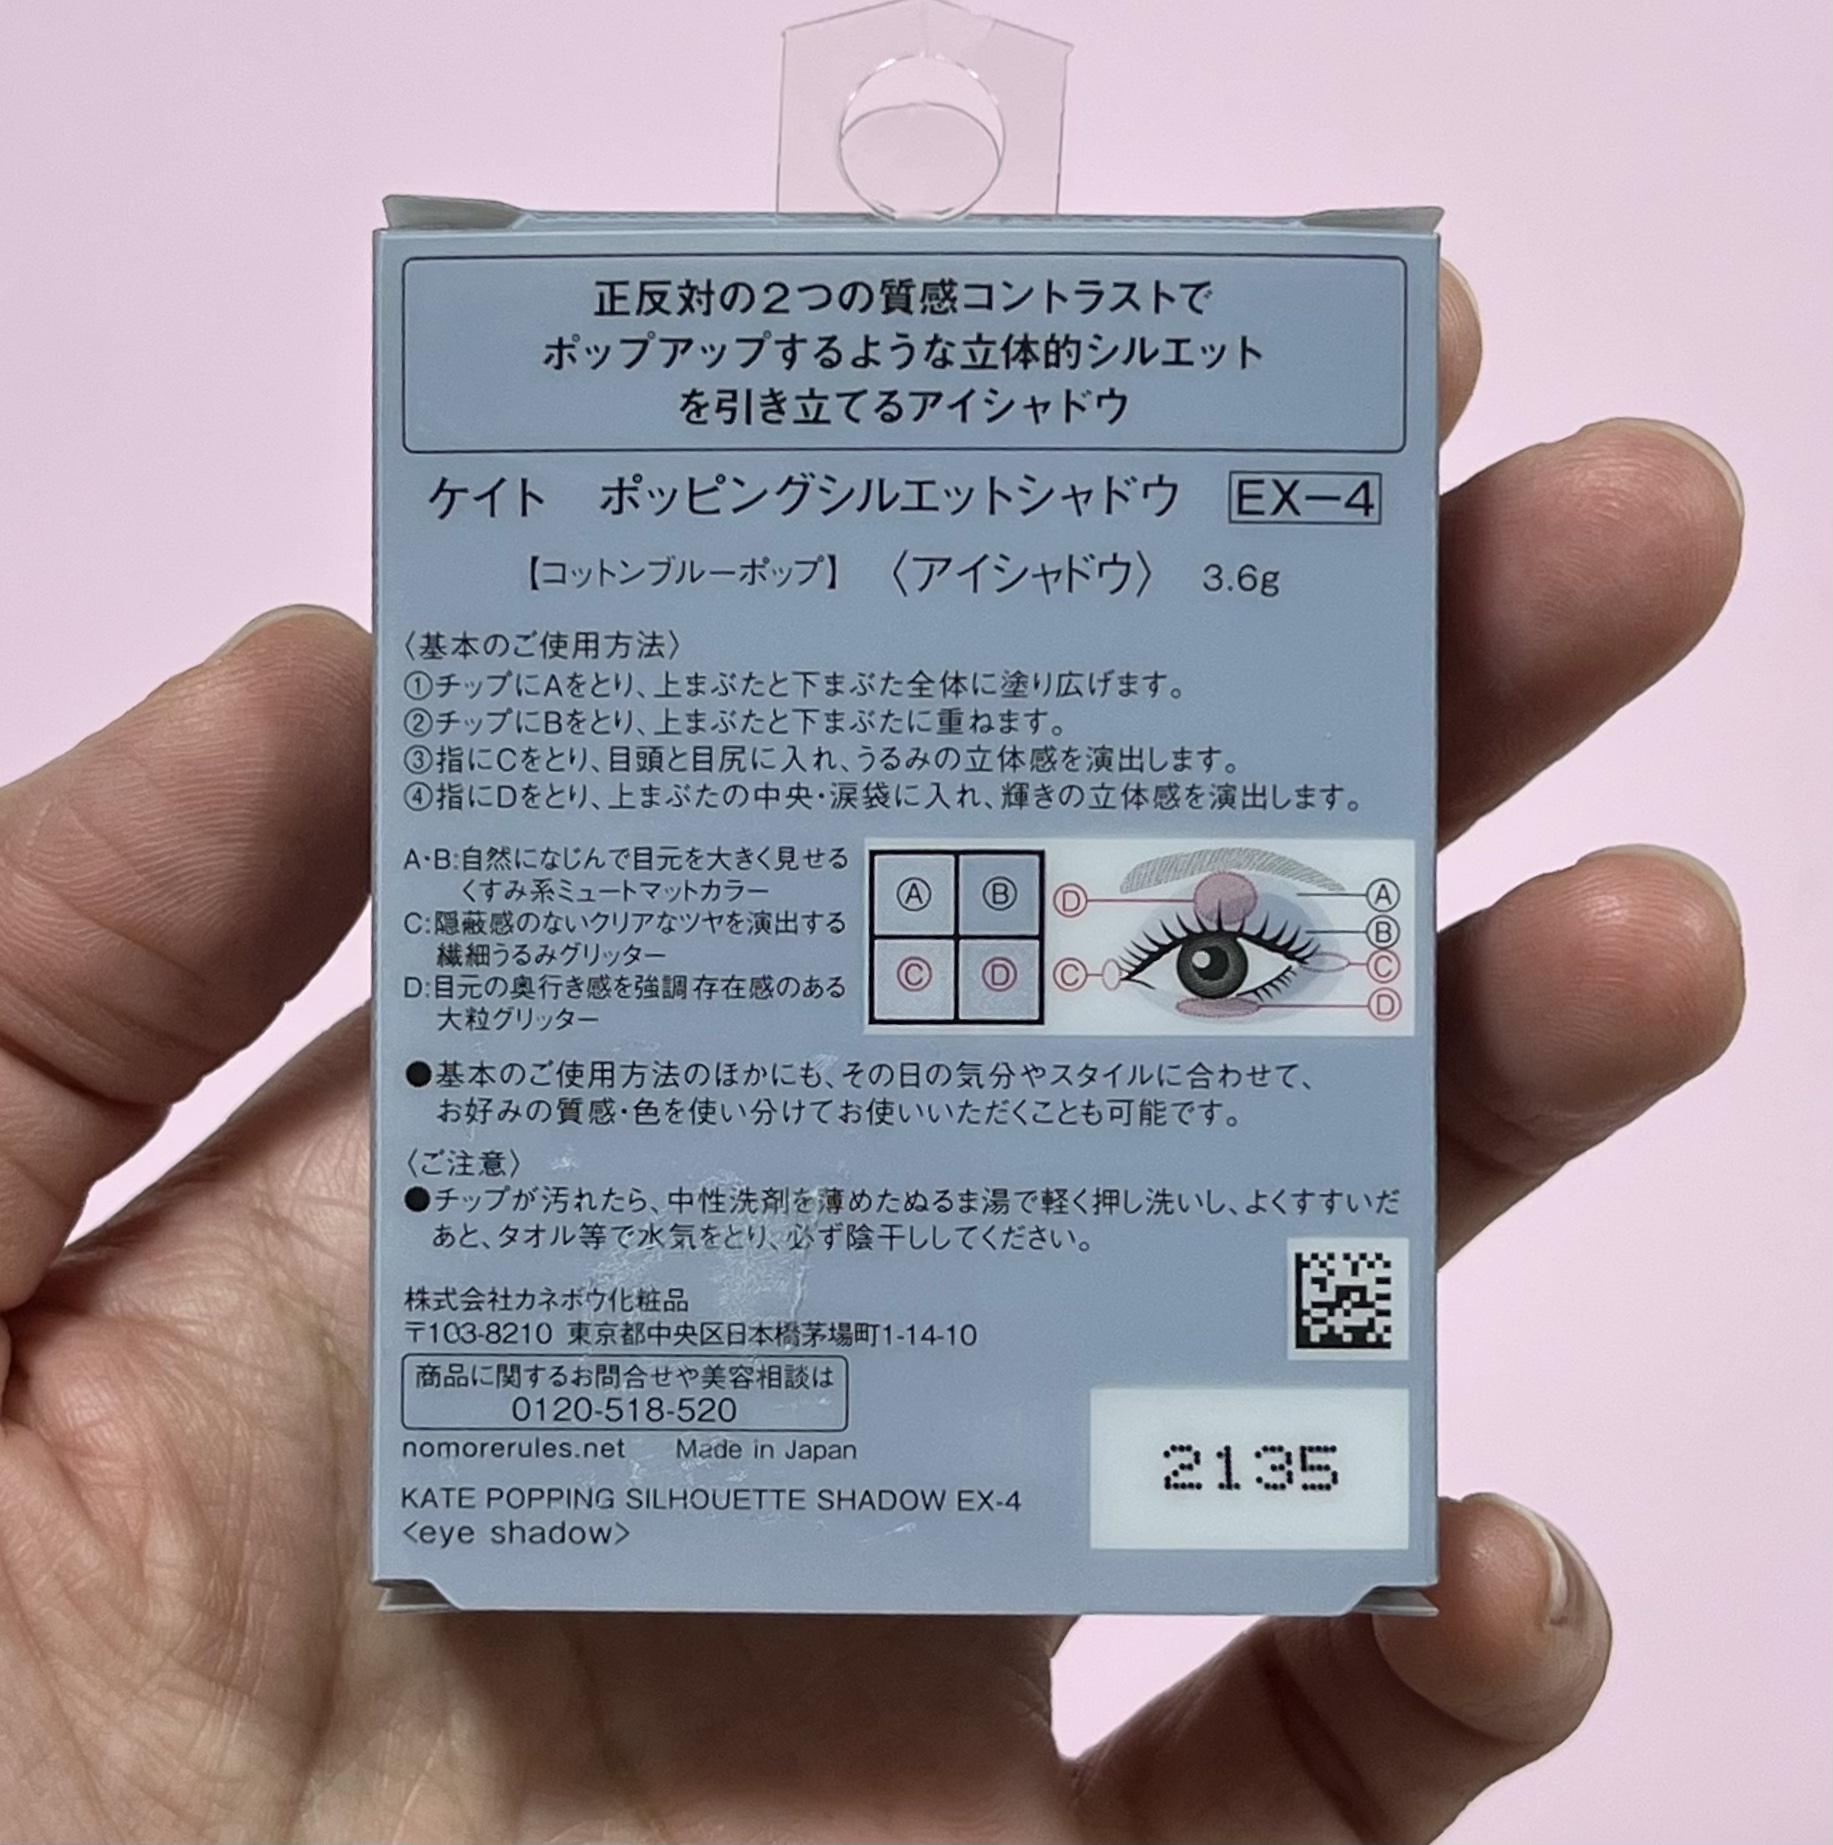 正反対の2つの質感コントラストで
ポップアップするような立体的シルエット
を引き立てるアイシャドウ
ケイト ポッピングシルエットシャドウ EX−4
【コットンブルーポップ】 〈アイシャドウ〉 3.6g
〈基本のご使用方法〉
①チップにAをとり、上まぶたと下まぶた全体に塗り広げます。
②チップにBをとり、上まぶたと下まぶたに重ねます。
③指にCをとり、目頭と目尻に入れ、うるみの立体感を演出します。
④指にDをとり、上まぶたの中央・涙袋に入れ、輝きの立体感を演出します。
A・B:自然になじんで目元を大きく見せる
くすみ系ミュートマットカラー
C:隠蔽感のないクリアなツヤを演出する
繊細うるみグリッター
D:目元の奥行き感を強調 存在感のある
大粒グリッター
Ⓐ Ⓑ
Ⓒ Ⓓ
Ⓓ Ⓐ
Ⓑ
Ⓒ Ⓒ
Ⓓ
●基本のご使用方法のほかにも、その日の気分やスタイルに合わせて、
お好みの質感・色を使い分けてお使いいただくことも可能です。
〈ご注意〉
●チップが汚れたら、中性洗剤を薄めたぬるま湯で軽く押し洗いし、よくすすいだ
あと、タオル等で水気をとり、必ず陰干ししてください。
株式会社カネボウ化粧品
〒103-8210 東京都中央区日本橋茅場町1-14-10
商品に関するお問合せや美容相談は
0120-518-520
nomorerules.net Made in Japan
KATE POPPING SILHOUETTE SHADOW EX-4
<eye shadow>
2135